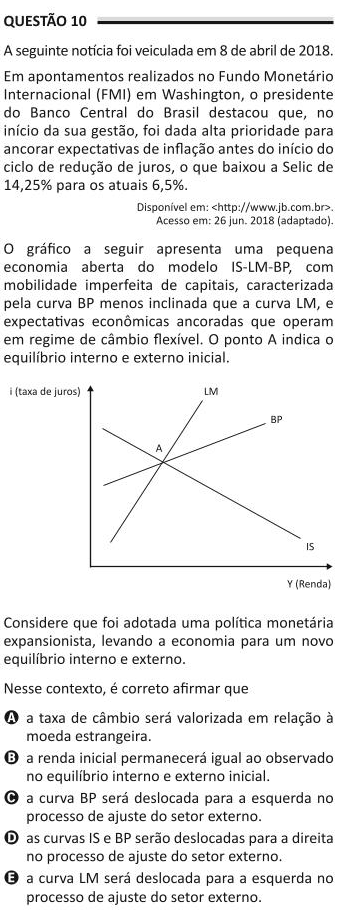 QUESTÃO 10
A seguinte notícia foi veiculada em 8 de abril de 2018.
Em apontamentos realizados no Fundo Monetário
Internacional (FMI) em Washington, o presidente
do Banco Central do Brasil destacou que, no
início da sua gestão, foi dada alta prioridade para
ancorar expectativas de inflação antes do início do
ciclo de redução de juros, o que baixou a Selic de
14,25% para os atuais 6,5%.
Disponível em: <http://www.jb.com.br>.
Acesso em: 26 jun. 2018 (adaptado).
O gráfico a seguir apresenta uma pequena
economia aberta do modelo IS-LM-BP, com
mobilidade imperfeita de capitais, caracterizada
pela curva BP menos inclinada que a curva LM, e
expectativas econômicas ancoradas que operam
em regime de câmbio flexível. O ponto A indica o
equilíbrio interno e externo inicial.
i (taxa de juros)
LM
BP
A
IS
Y (Renda)
Considere que foi adotada uma política monetária
expansionista, levando a economia para um novo
equilíbrio interno e externo.
Nesse contexto, é correto afirmar que
A a taxa de câmbio será valorizada em relação à
moeda estrangeira.
B a renda inicial permanecerá igual ao observado
no equilíbrio interno e externo inicial.
C a curva BP será deslocada para a esquerda no
processo de ajuste do setor externo.
D as curvas IS e BP serão deslocadas para a direita
no processo de ajuste do setor externo.
E a curva LM será deslocada para a esquerda no
processo de ajuste do setor externo.